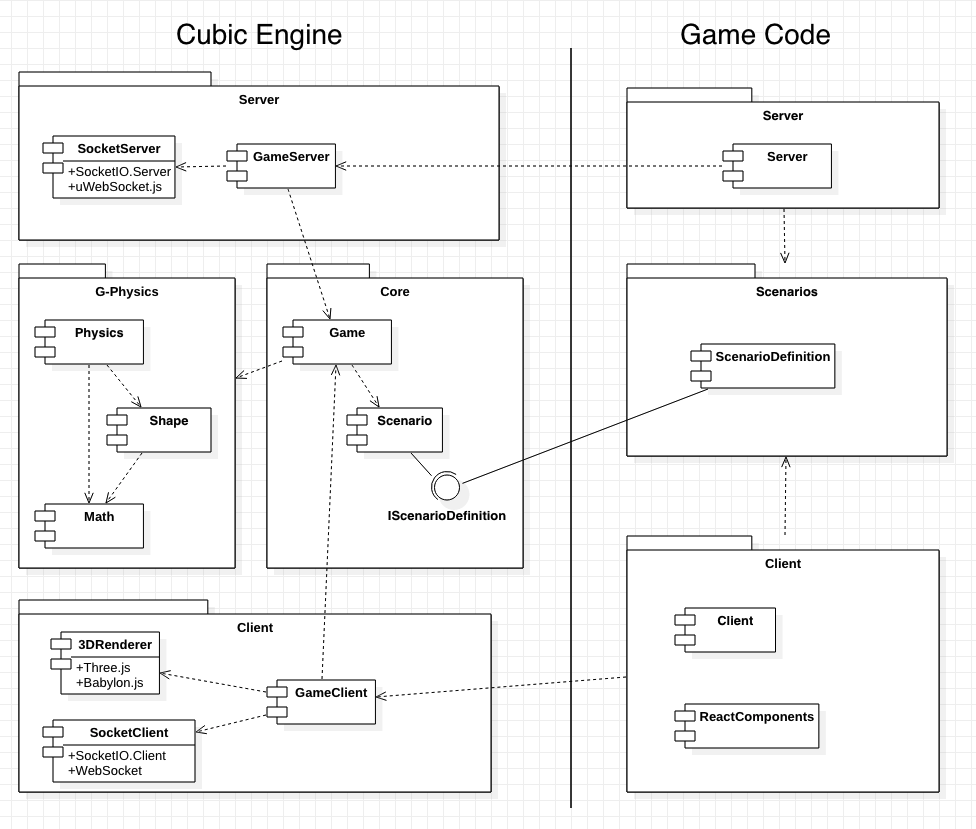 Cubic Engine
Game Code
Server
SocketServer
+SocketIO.Server
+uWebSocket.js
GameServer
Server
Server
G-Physics
Physics
Shape
Math
Core
Game
Scenario
IScenarioDefinition
Scenarios
ScenarioDefinition
Client
3DRenderer
+Three.js
+Babylon.js
GameClient
SocketClient
+SocketIO.Client
+WebSocket
Client
Client
ReactComponents